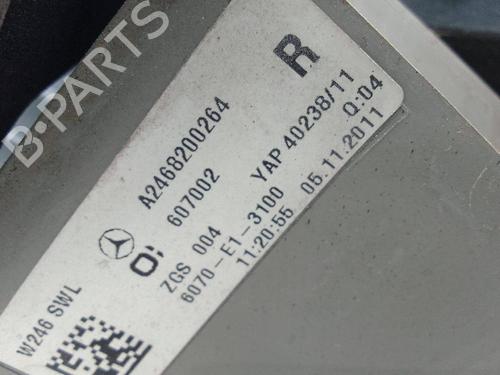 B-PARTS
R
A2468200264
607002 YAP 40238/11
ZGS 004 Q:04
6070-E1-3100
11:20:55 05.11.2011
W246 SWL